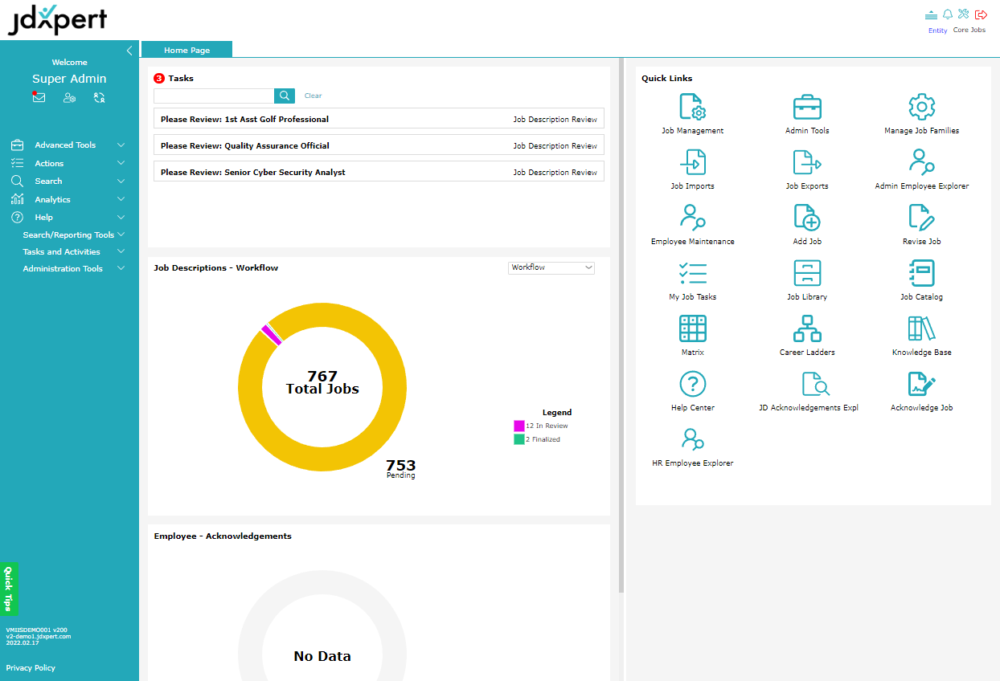 jdxpert
Entity Core Jobs
Welcome
Super Admin
Advanced Tools
Actions
Search
Analytics
Help
Search/Reporting Tools
Tasks and Activities
Administration Tools
Quick Tips
VMIISDEMO001 v200
v2-demo1.jdxpert.com
2022.02.17
Privacy Policy
Home Page
3 Tasks
Clear
Please Review: 1st Asst Golf Professional Job Description Review
Please Review: Quality Assurance Official Job Description Review
Please Review: Senior Cyber Security Analyst Job Description Review
Job Descriptions - Workflow Workflow
767
Total Jobs
Legend
12 In Review
2 Finalized
753
Pending
Employee - Acknowledgements
No Data
Quick Links
Job Management Admin Tools Manage Job Families
Job Imports Job Exports Admin Employee Explorer
Employee Maintenance Add Job Revise Job
My Job Tasks Job Library Job Catalog
Matrix Career Ladders Knowledge Base
Help Center JD Acknowledgements Expl Acknowledge Job
HR Employee Explorer